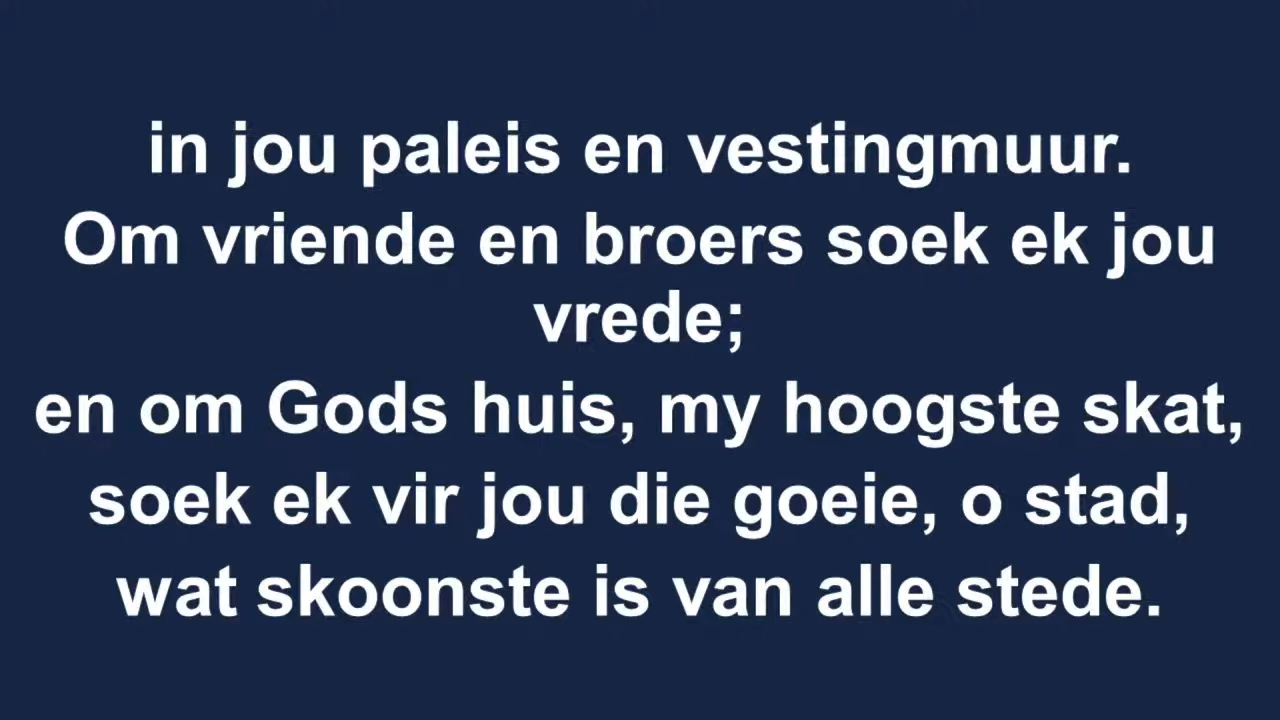 in jou paleis en vestingmuur.
Om vriende en broers soek ek jou
vrede;
en om Gods huis, my hoogste skat,
soek ek vir jou die goeie, o stad,
wat skoonste is van alle stede.